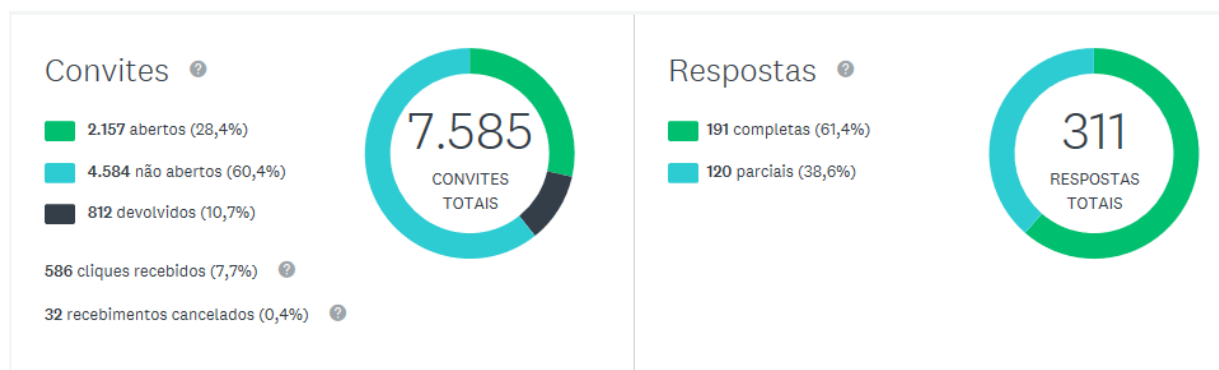 Convites ?
2.157 abertos (28,4%)
4.584 não abertos (60,4%)
812 devolvidos (10,7%)
586 cliques recebidos (7,7%) ?
32 recebimentos cancelados (0,4%) ?
7.585
CONVITES
TOTAIS
Respostas ?
191 completas (61,4%)
120 parciais (38,6%)
311
RESPOSTAS
TOTAIS